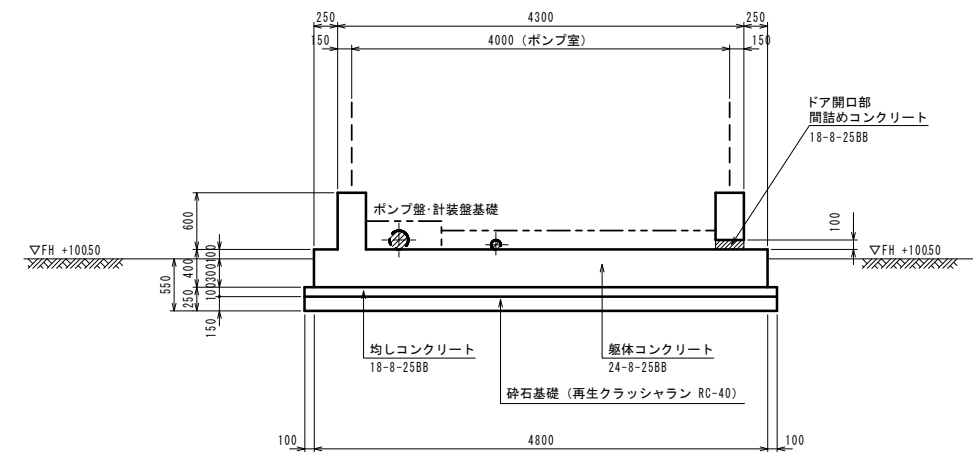 250
4300
250
150
4000 (ポンプ室)
150
ドア開口部
間詰めコンクリート
18-8-25BB
ポンプ盤·計装盤基礎
600
100
▽FH +100.50
▽FH +100.50
100
400
300
550
100
250
150
均しコンクリート
18-8-25BB
躯体コンクリート
24-8-25BB
砕石基礎 (再生クラッシャラン RC-40)
100
4800
100